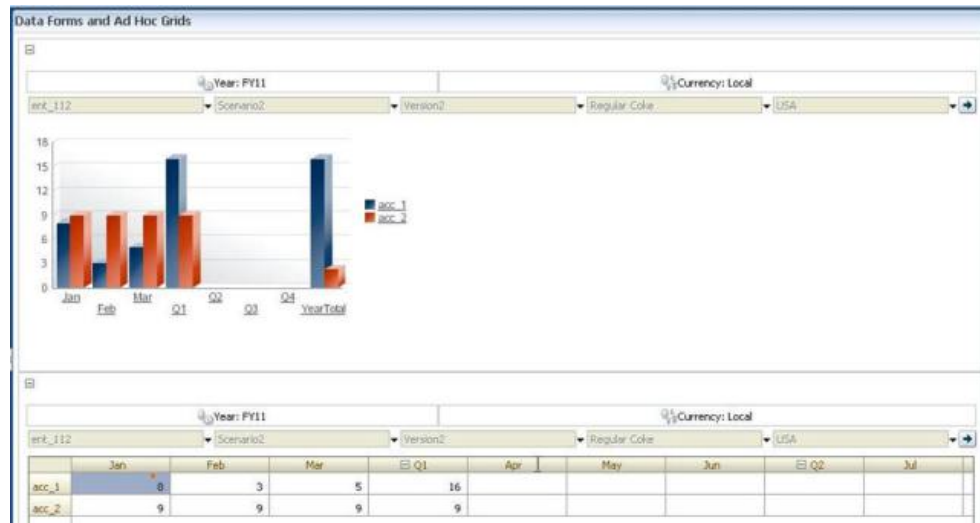 Data Forms and Ad Hoc Grids
Year: FY11 Currency: Local
ent_112 Scenario2 Version2 Regular Coke USA
18
15
12
9
6
3
0
acc_1
acc_2
Jan Mar Q2 Q4
Feb Q1 Q3 YearTotal
Year: FY11 Currency: Local
ent_112 Scenario2 Version2 Regular Coke USA
Jan Feb Mar Q1 Apr May Jun Q2 Jul
acc_1 8 3 5 16
acc_2 9 9 9 9